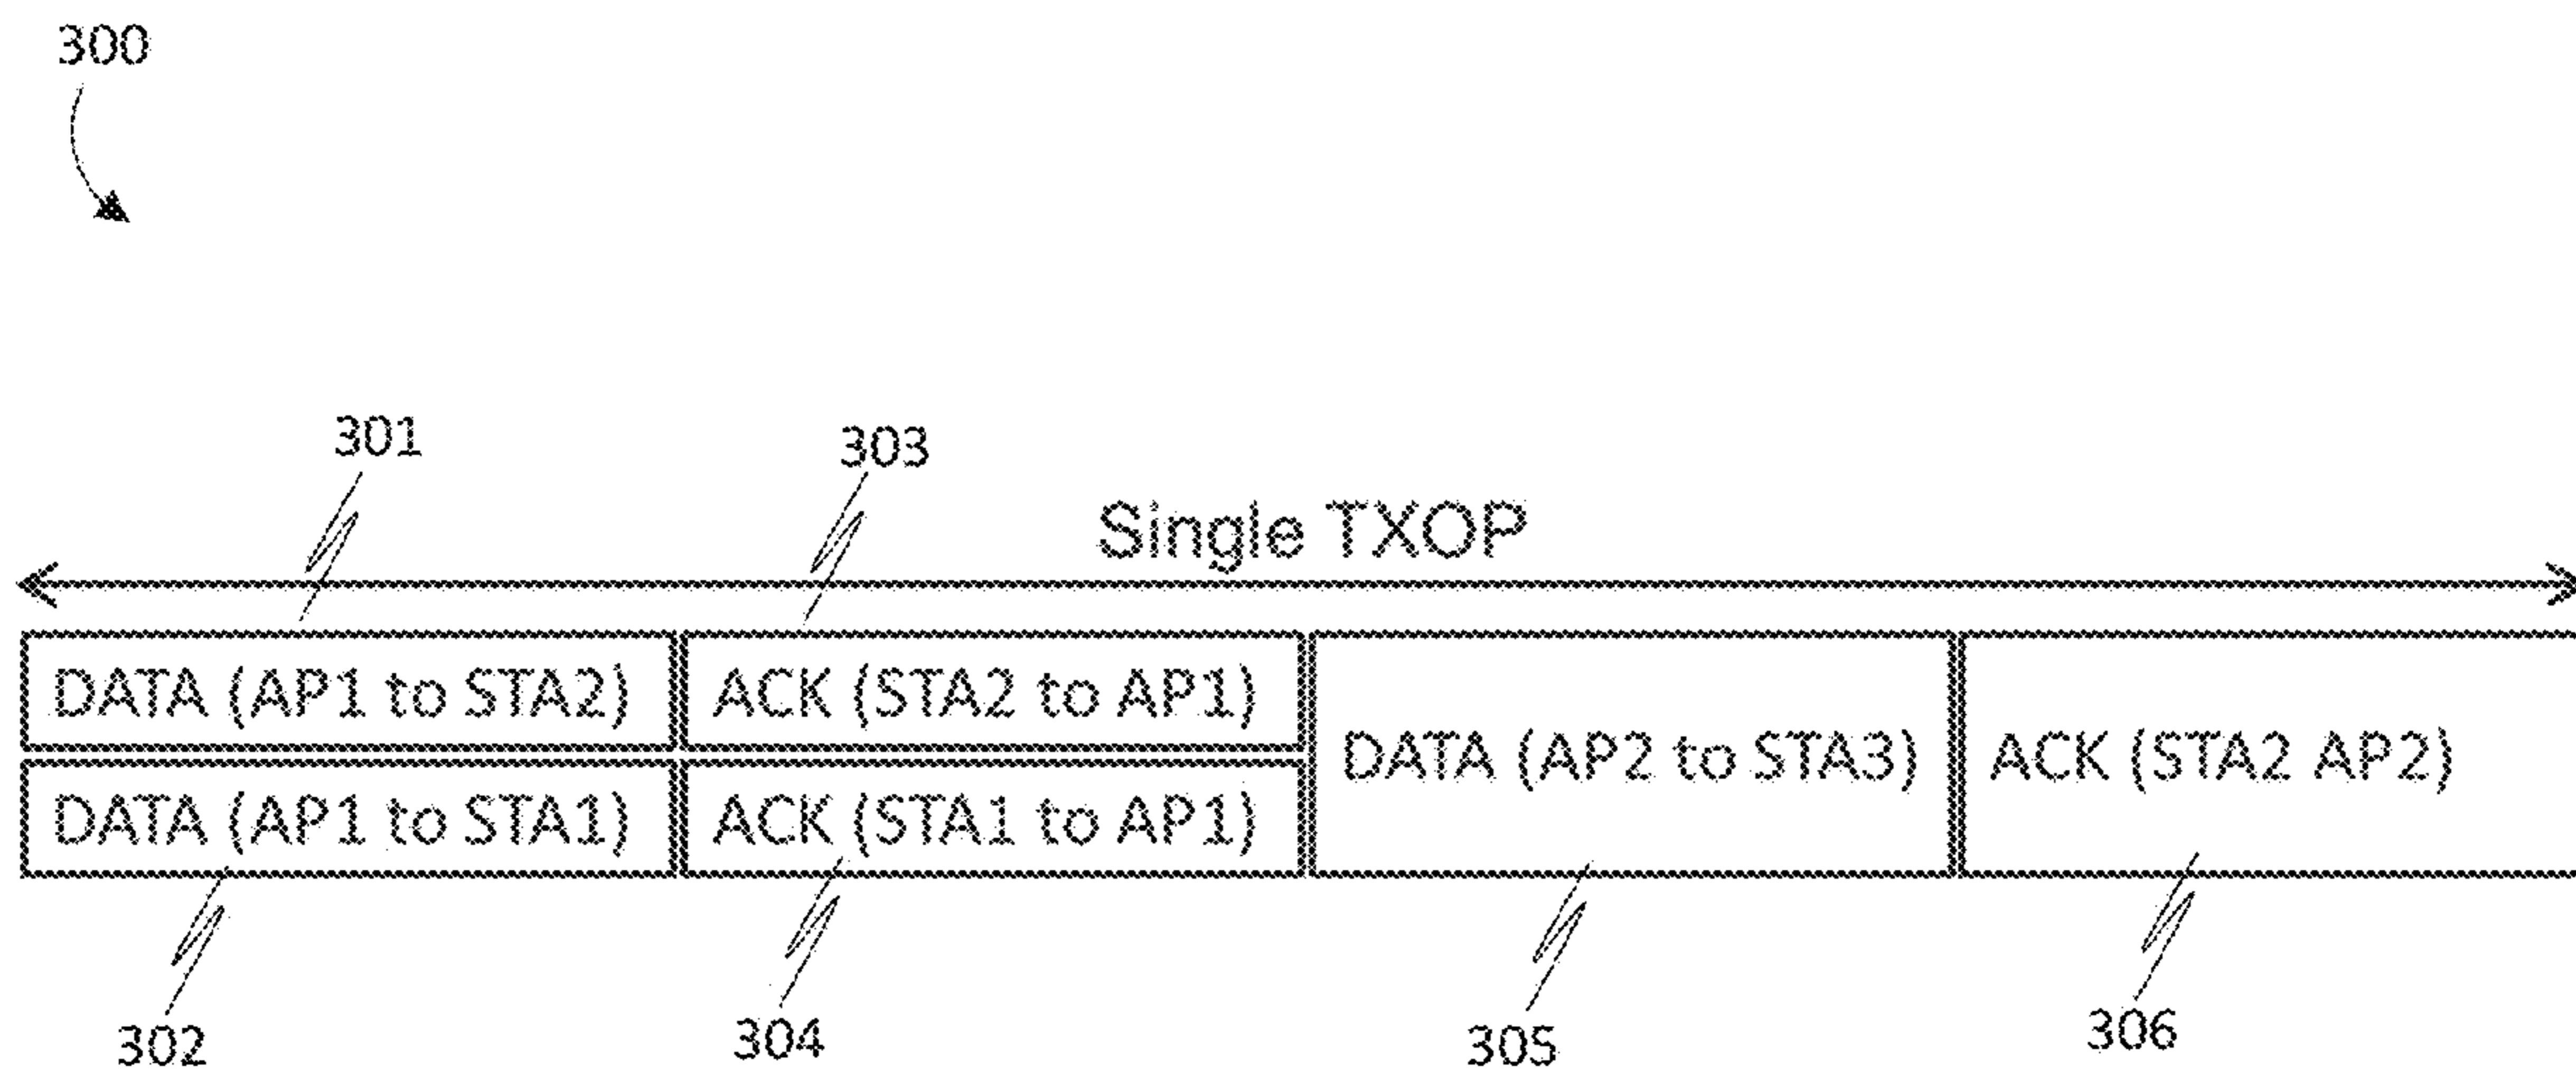 300
301
303
Single TXOP
DATA (AP1 to STA2)
ACK (STA2 to AP1)
DATA (AP2 to STA3)
ACK (STA2 AP2)
DATA (AP1 to STA1)
ACK (STA1 to AP1)
302
304
305
306